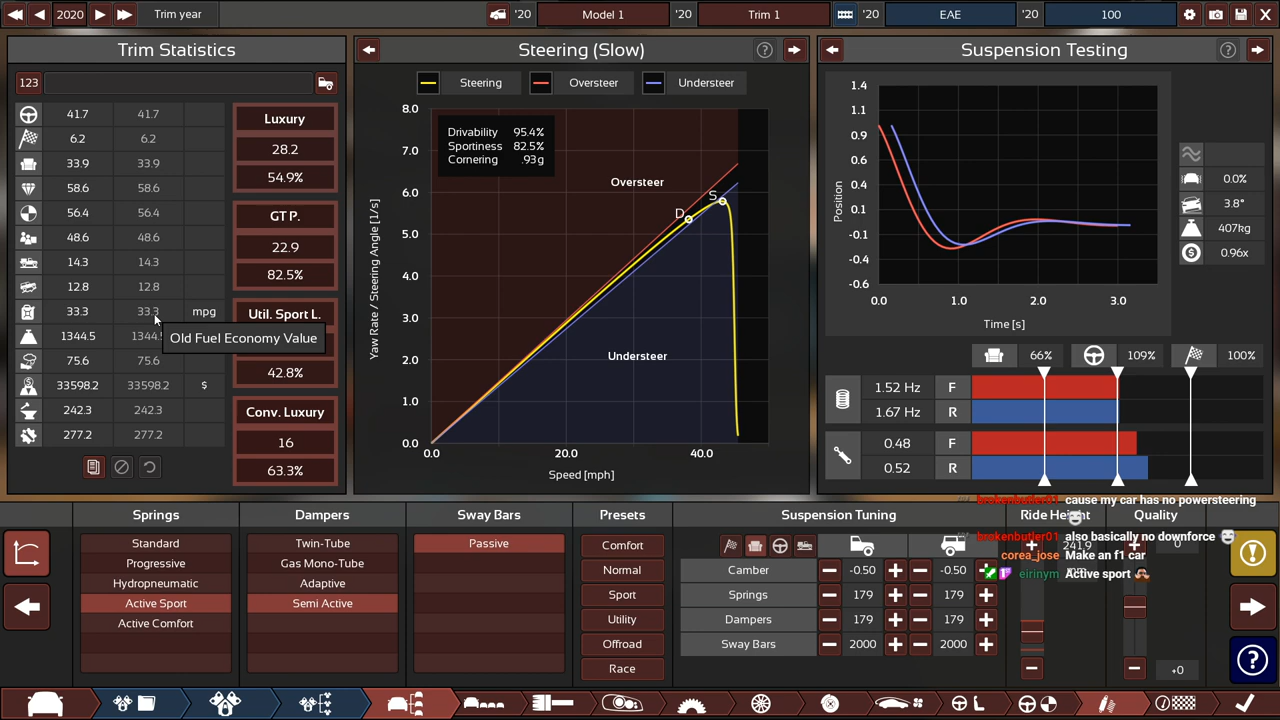 2020 Trim year '20 Model 1 '20 Trim 1 '20 EAE '20 100
Trim Statistics
123
41.7 41.7
6.2 6.2
33.9 33.9
58.6 58.6
56.4 56.4
48.6 48.6
14.3 14.3
12.8 12.8
33.3 33.3 mpg
Old Fuel Economy Value
1344.5 1344.5
75.6 75.6
33598.2 33598.2 $
242.3 242.3
277.2 277.2
Luxury
28.2
54.9%
GT P.
22.9
82.5%
Util. Sport L.
42.8%
Conv. Luxury
16
63.3%
Steering (Slow) ?
Steering Oversteer Understeer
8.0
7.0
6.0
5.0
4.0
3.0
2.0
1.0
0.0
Yaw Rate / Steering Angle [1/s]
Drivability 95.4%
Sportiness 82.5%
Cornering .93g
Oversteer
D S
Understeer
0.0 20.0 40.0
Speed [mph]
Suspension Testing ?
1.4
1.1
0.9
0.6
0.4
0.1
-0.1
-0.4
-0.6
Position
0.0 1.0 2.0 3.0
Time [s]
0.0%
3.8°
407kg
0.96x
66% 109% 100%
1.52 Hz F
1.67 Hz R
0.48 F
0.52 R
Springs
Standard
Progressive
Hydropneumatic
Active Sport
Active Comfort
Dampers
Twin-Tube
Gas Mono-Tube
Adaptive
Semi Active
Sway Bars
Passive
Presets
Comfort
Normal
Sport
Utility
Offroad
Race
Suspension Tuning
Camber -0.50 -0.50
Springs 179 179
Dampers 179 179
Sway Bars 2000 2000
Ride Height
241.9
Quality
0
+0
brokenbutler01 cause my car has no powersteering
brokenbutler01 also basically no downforce
corea_jose Make an f1 car
eirinym Active sport
?